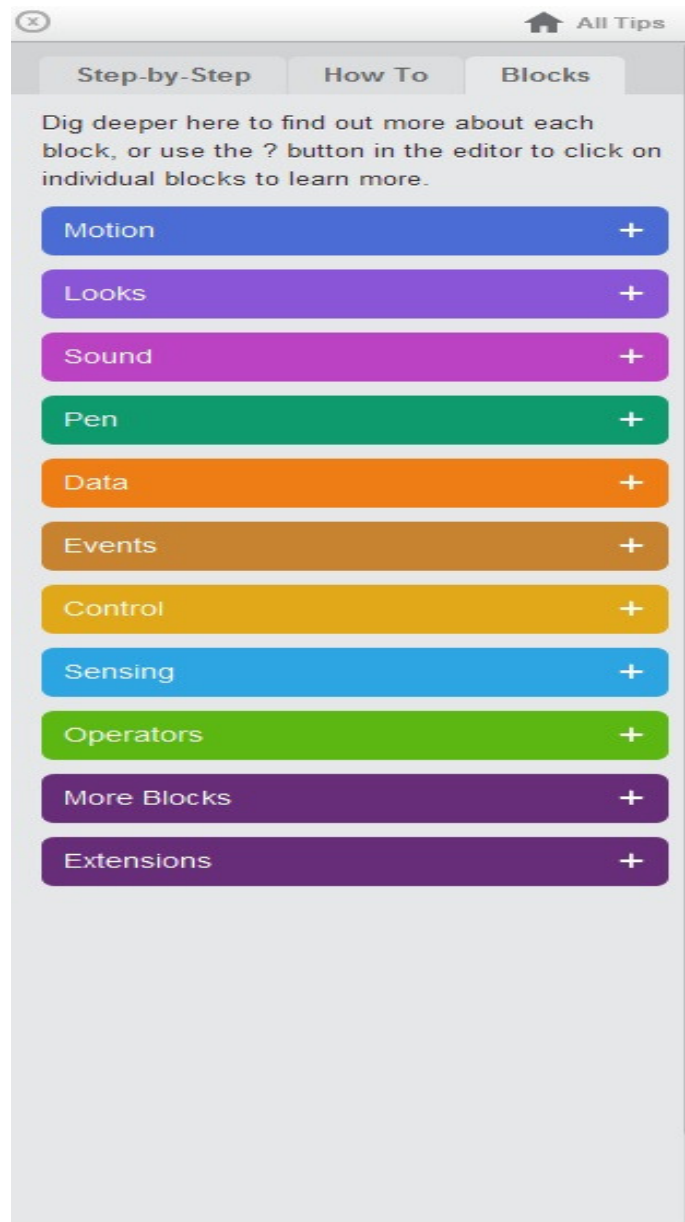 All Tips
Step-by-Step How To Blocks
Dig deeper here to find out more about each
block, or use the ? button in the editor to click on
individual blocks to learn more.
Motion +
Looks +
Sound +
Pen +
Data +
Events +
Control +
Sensing +
Operators +
More Blocks +
Extensions +